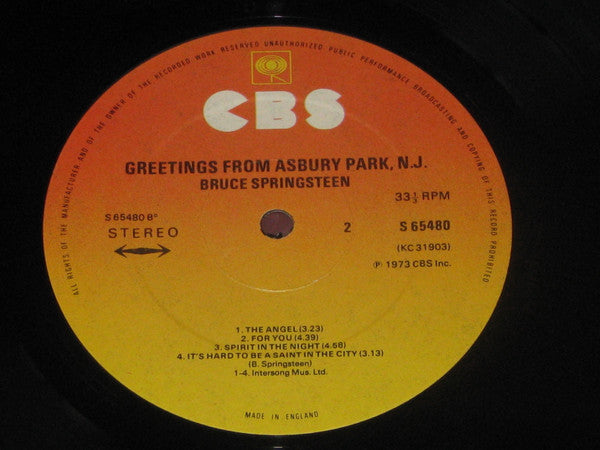 ALL RIGHTS OF THE MANUFACTURER AND OF THE OWNER OF THE RECORDED WORK RESERVED UNAUTHORIZED PUBLIC PERFORMANCE BROADCASTING AND COPYING OF THIS RECORD PROHIBITED
CBS
GREETINGS FROM ASBURY PARK, N.J.
BRUCE SPRINGSTEEN
33⅓ RPM
S 65480 B°
STEREO
2
S 65480
(KC 31903)
℗ 1973 CBS Inc.
1. THE ANGEL (3.23)
2. FOR YOU (4.39)
3. SPIRIT IN THE NIGHT (4.58)
4. IT'S HARD TO BE A SAINT IN THE CITY (3.13)
(B. Springsteen)
1-4. Intersong Mus. Ltd.
MADE IN ENGLAND